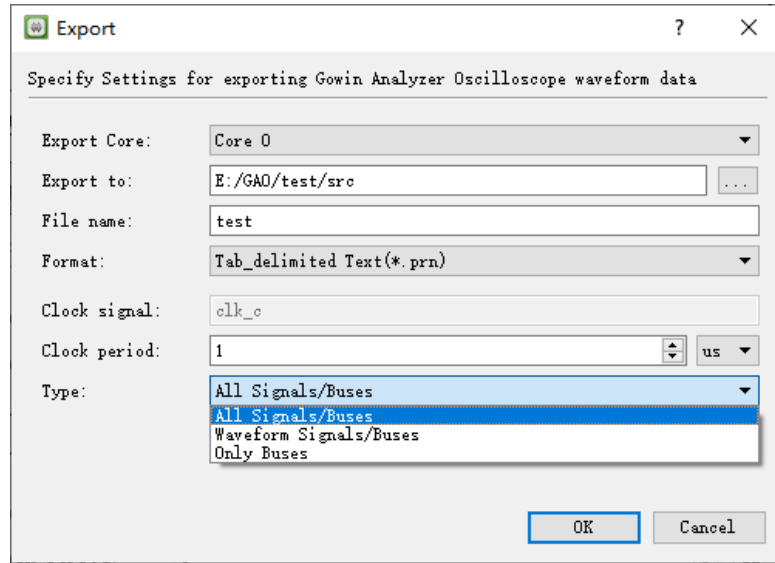 Export ?
Specify Settings for exporting Gowin Analyzer Oscilloscope waveform data
Export Core: Core 0
Export to: E:/GAO/test/src ...
File name: test
Format: Tab_delimited Text(*.prn)
Clock signal: clk_c
Clock period: 1 us
Type: All Signals/Buses
All Signals/Buses
Waveform Signals/Buses
Only Buses
OK Cancel